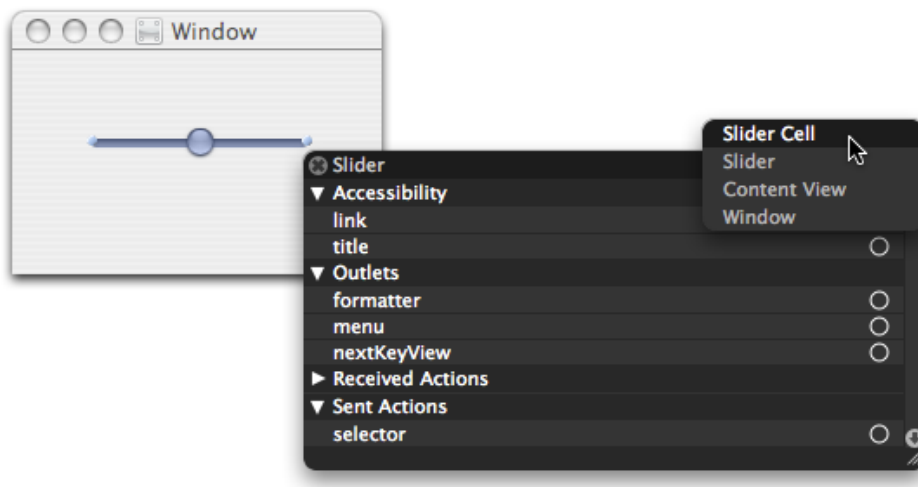 Window
Slider Cell
Slider
Content View
Window
Slider
Accessibility
link
title
Outlets
formatter
menu
nextKeyView
Received Actions
Sent Actions
selector